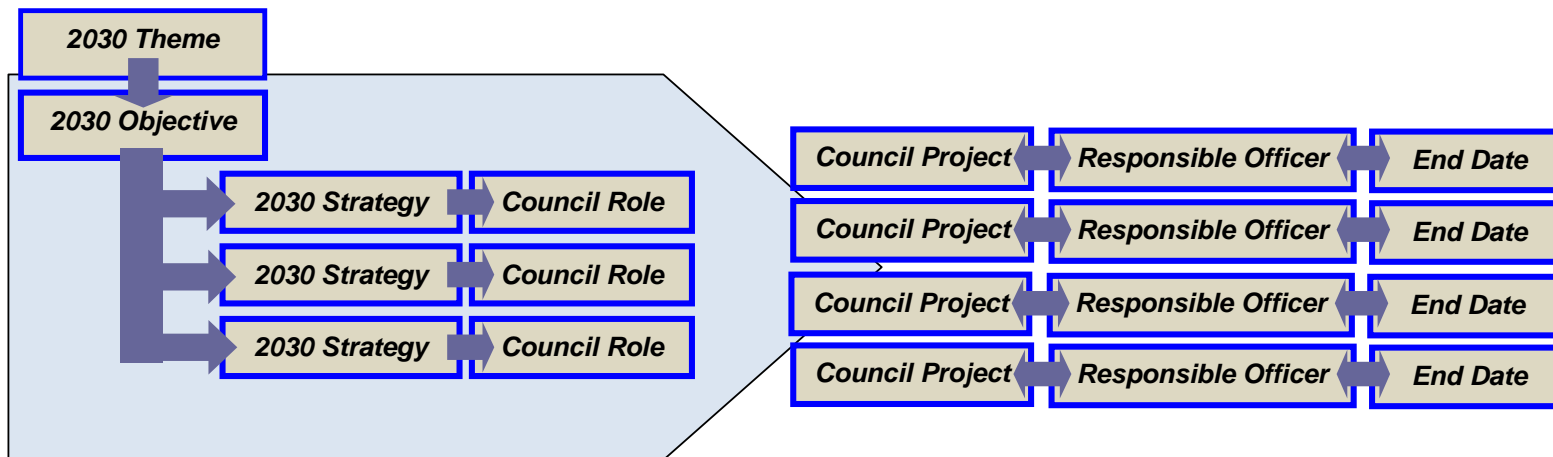 2030 Theme
2030 Objective
2030 Strategy
Council Role
2030 Strategy
Council Role
2030 Strategy
Council Role
Council Project
Responsible Officer
End Date
Council Project
Responsible Officer
End Date
Council Project
Responsible Officer
End Date
Council Project
Responsible Officer
End Date